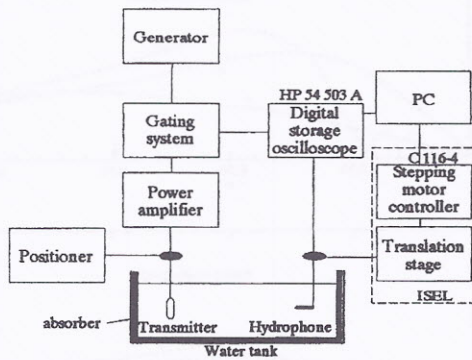 Generator
HP 54 503 A
PC
Gating
system
Digital
storage
oscilloscope
C116-4
Stepping
motor
controller
Power
amplifier
Positioner
Translation
stage
ISEL
absorber
Transmitter
Hydrophone
Water tank